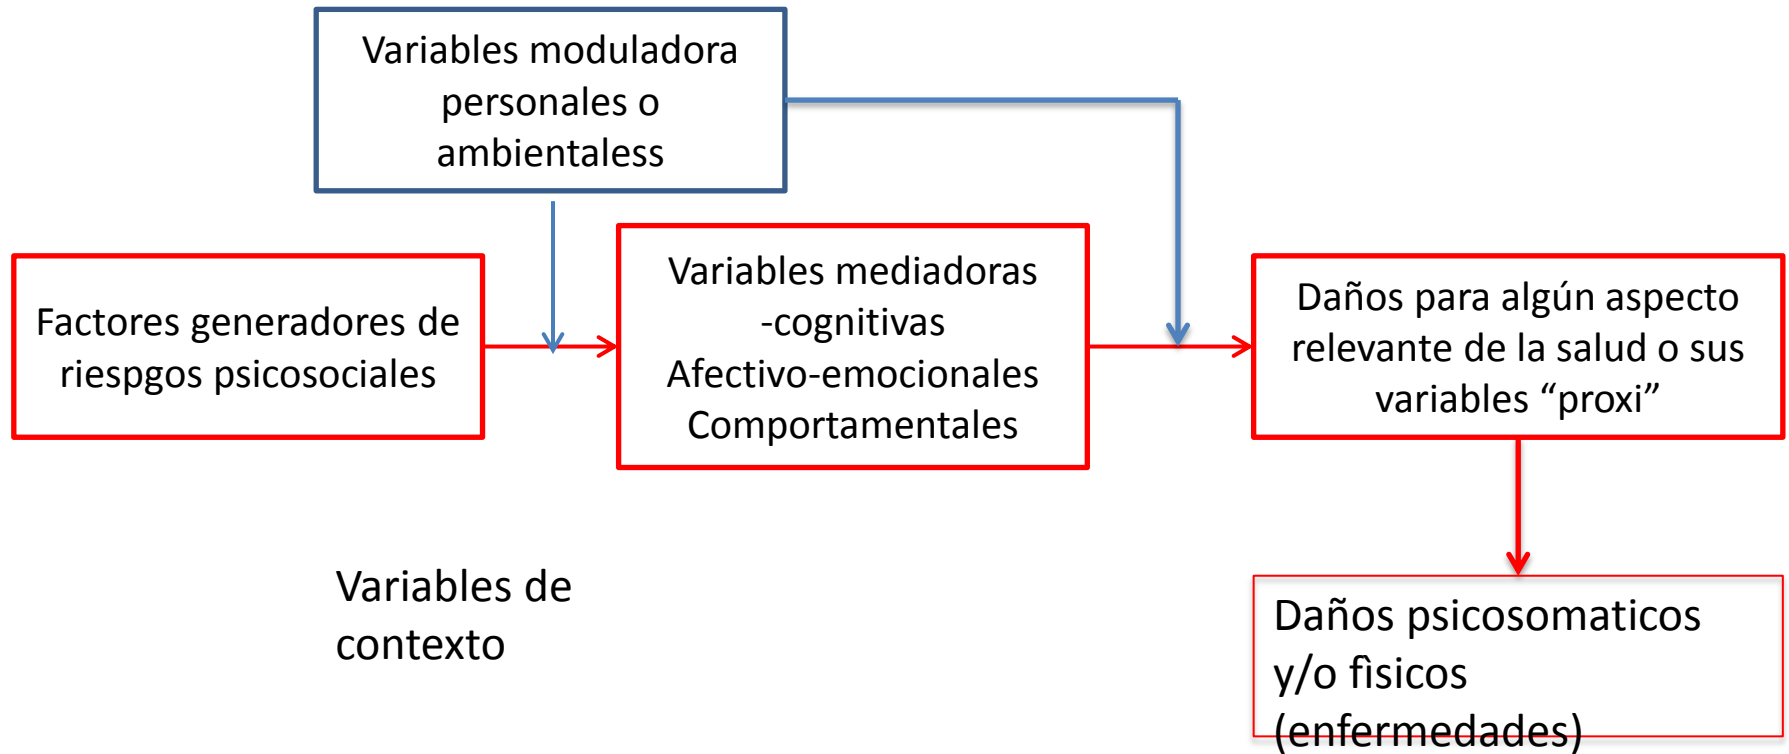 Variables moduladora
personales o
ambientaless
Factores generadores de
riespgos psicosociales
Variables mediadoras
-cognitivas
Afectivo-emocionales
Comportamentales
Daños para algún aspecto
relevante de la salud o sus
variables “proxi”
Variables de
contexto
Daños psicosomaticos
y/o fìsicos
(enfermedades)